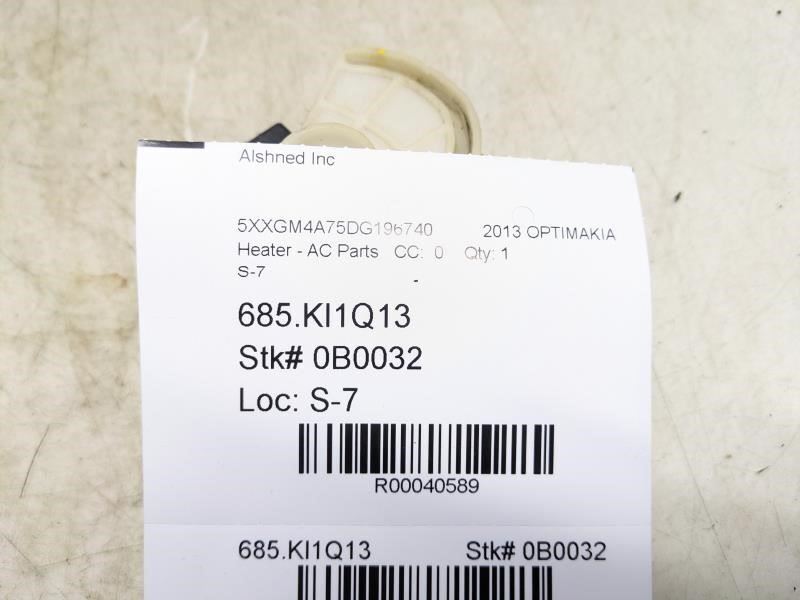 Alshned Inc
5XXGM4A75DG196740 2013 OPTIMAKIA
Heater - AC Parts CC: 0 Qty: 1
S-7
685.KI1Q13
Stk# 0B0032
Loc: S-7
R00040589
685.KI1Q13 Stk# 0B0032